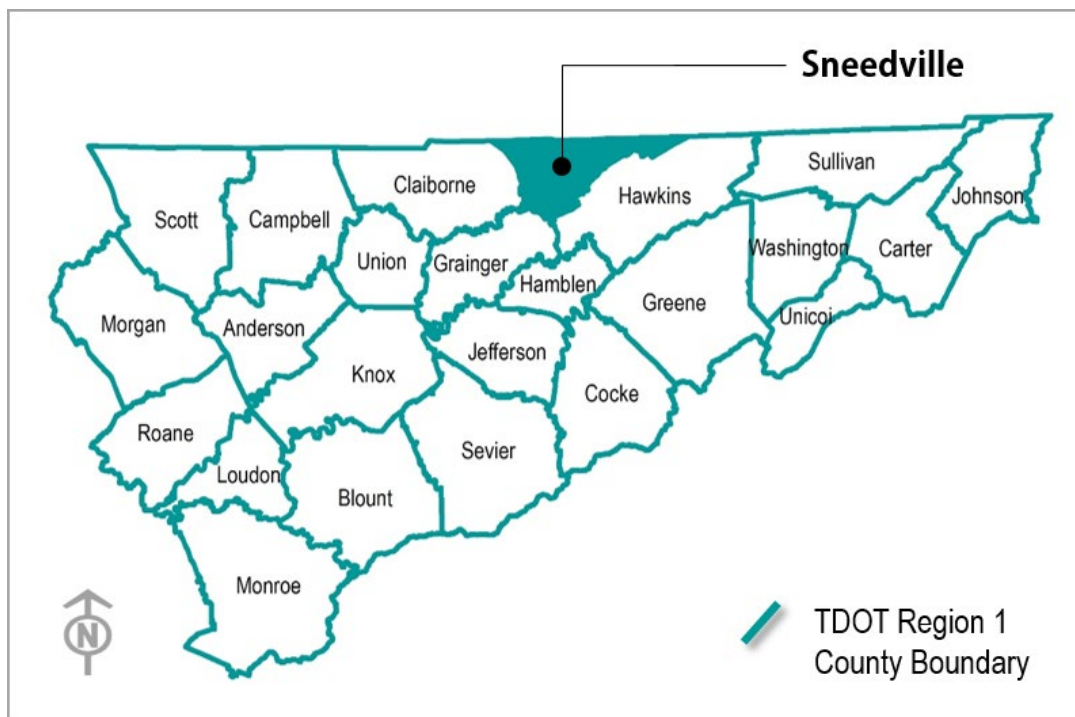 Sneedville
Sullivan
Claiborne
Hawkins
Johnson
Scott
Campbell
Union
Grainger
Washington
Carter
Hamblen
Greene
Morgan
Anderson
Unicoi
Jefferson
Knox
Cocke
Roane
Sevier
Loudon
Blount
Monroe
N
TDOT Region 1
County Boundary